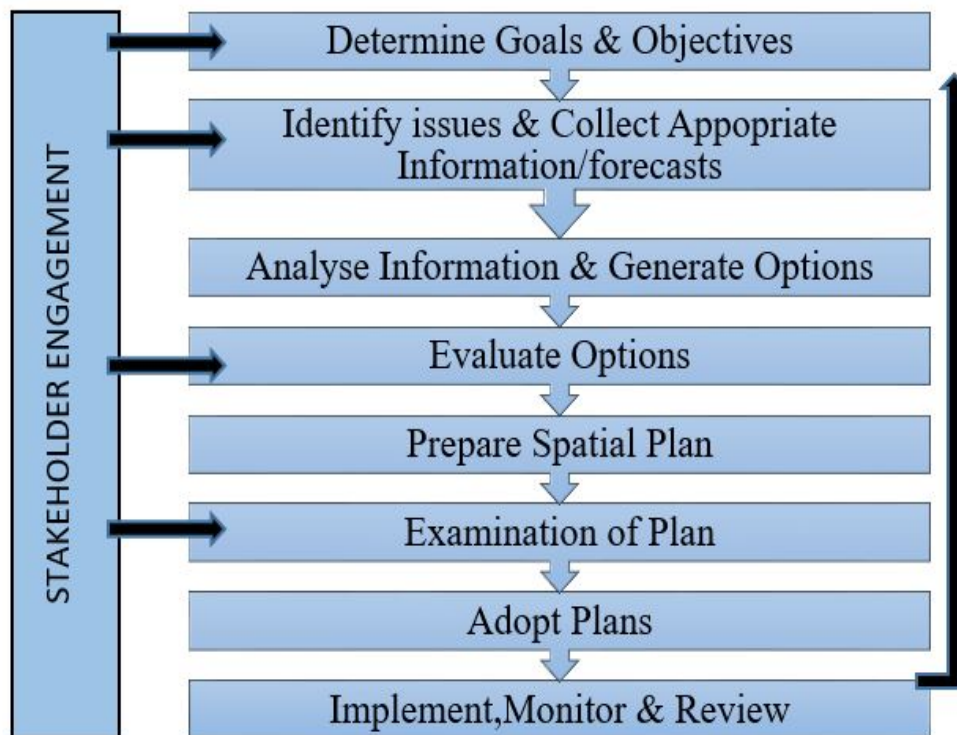 STAKEHOLDER ENGAGEMENT
Determine Goals & Objectives
Identify issues & Collect Appopriate
Information/forecasts
Analyse Information & Generate Options
Evaluate Options
Prepare Spatial Plan
Examination of Plan
Adopt Plans
Implement,Monitor & Review